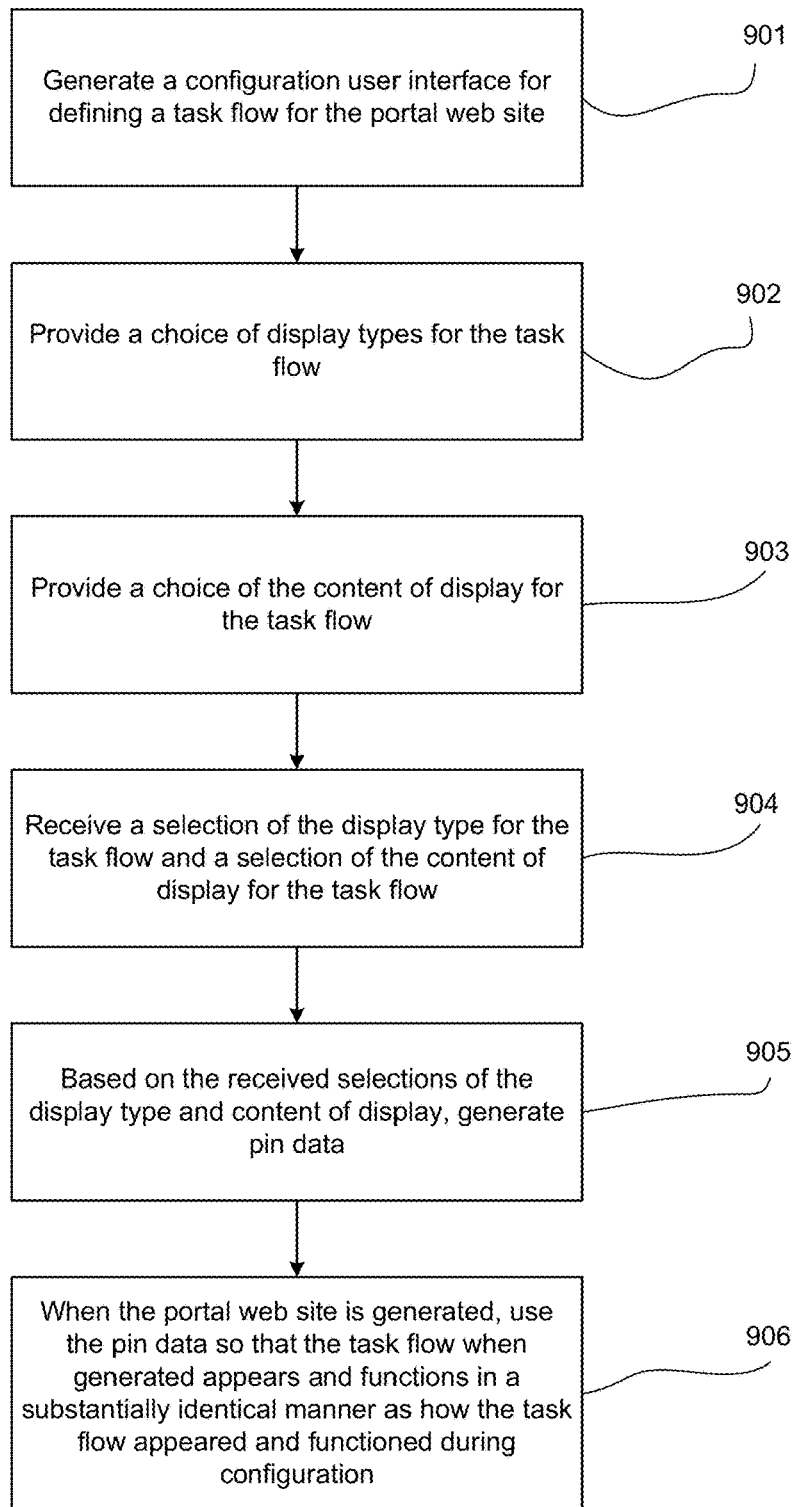 901
Generate a configuration user interface for
defining a task flow for the portal web site
902
Provide a choice of display types for the task
flow
903
Provide a choice of the content of display for
the task flow
904
Receive a selection of the display type for the
task flow and a selection of the content of
display for the task flow
905
Based on the received selections of the
display type and content of display, generate
pin data
906
When the portal web site is generated, use
the pin data so that the task flow when
generated appears and functions in a
substantially identical manner as how the task
flow appeared and functioned during
configuration